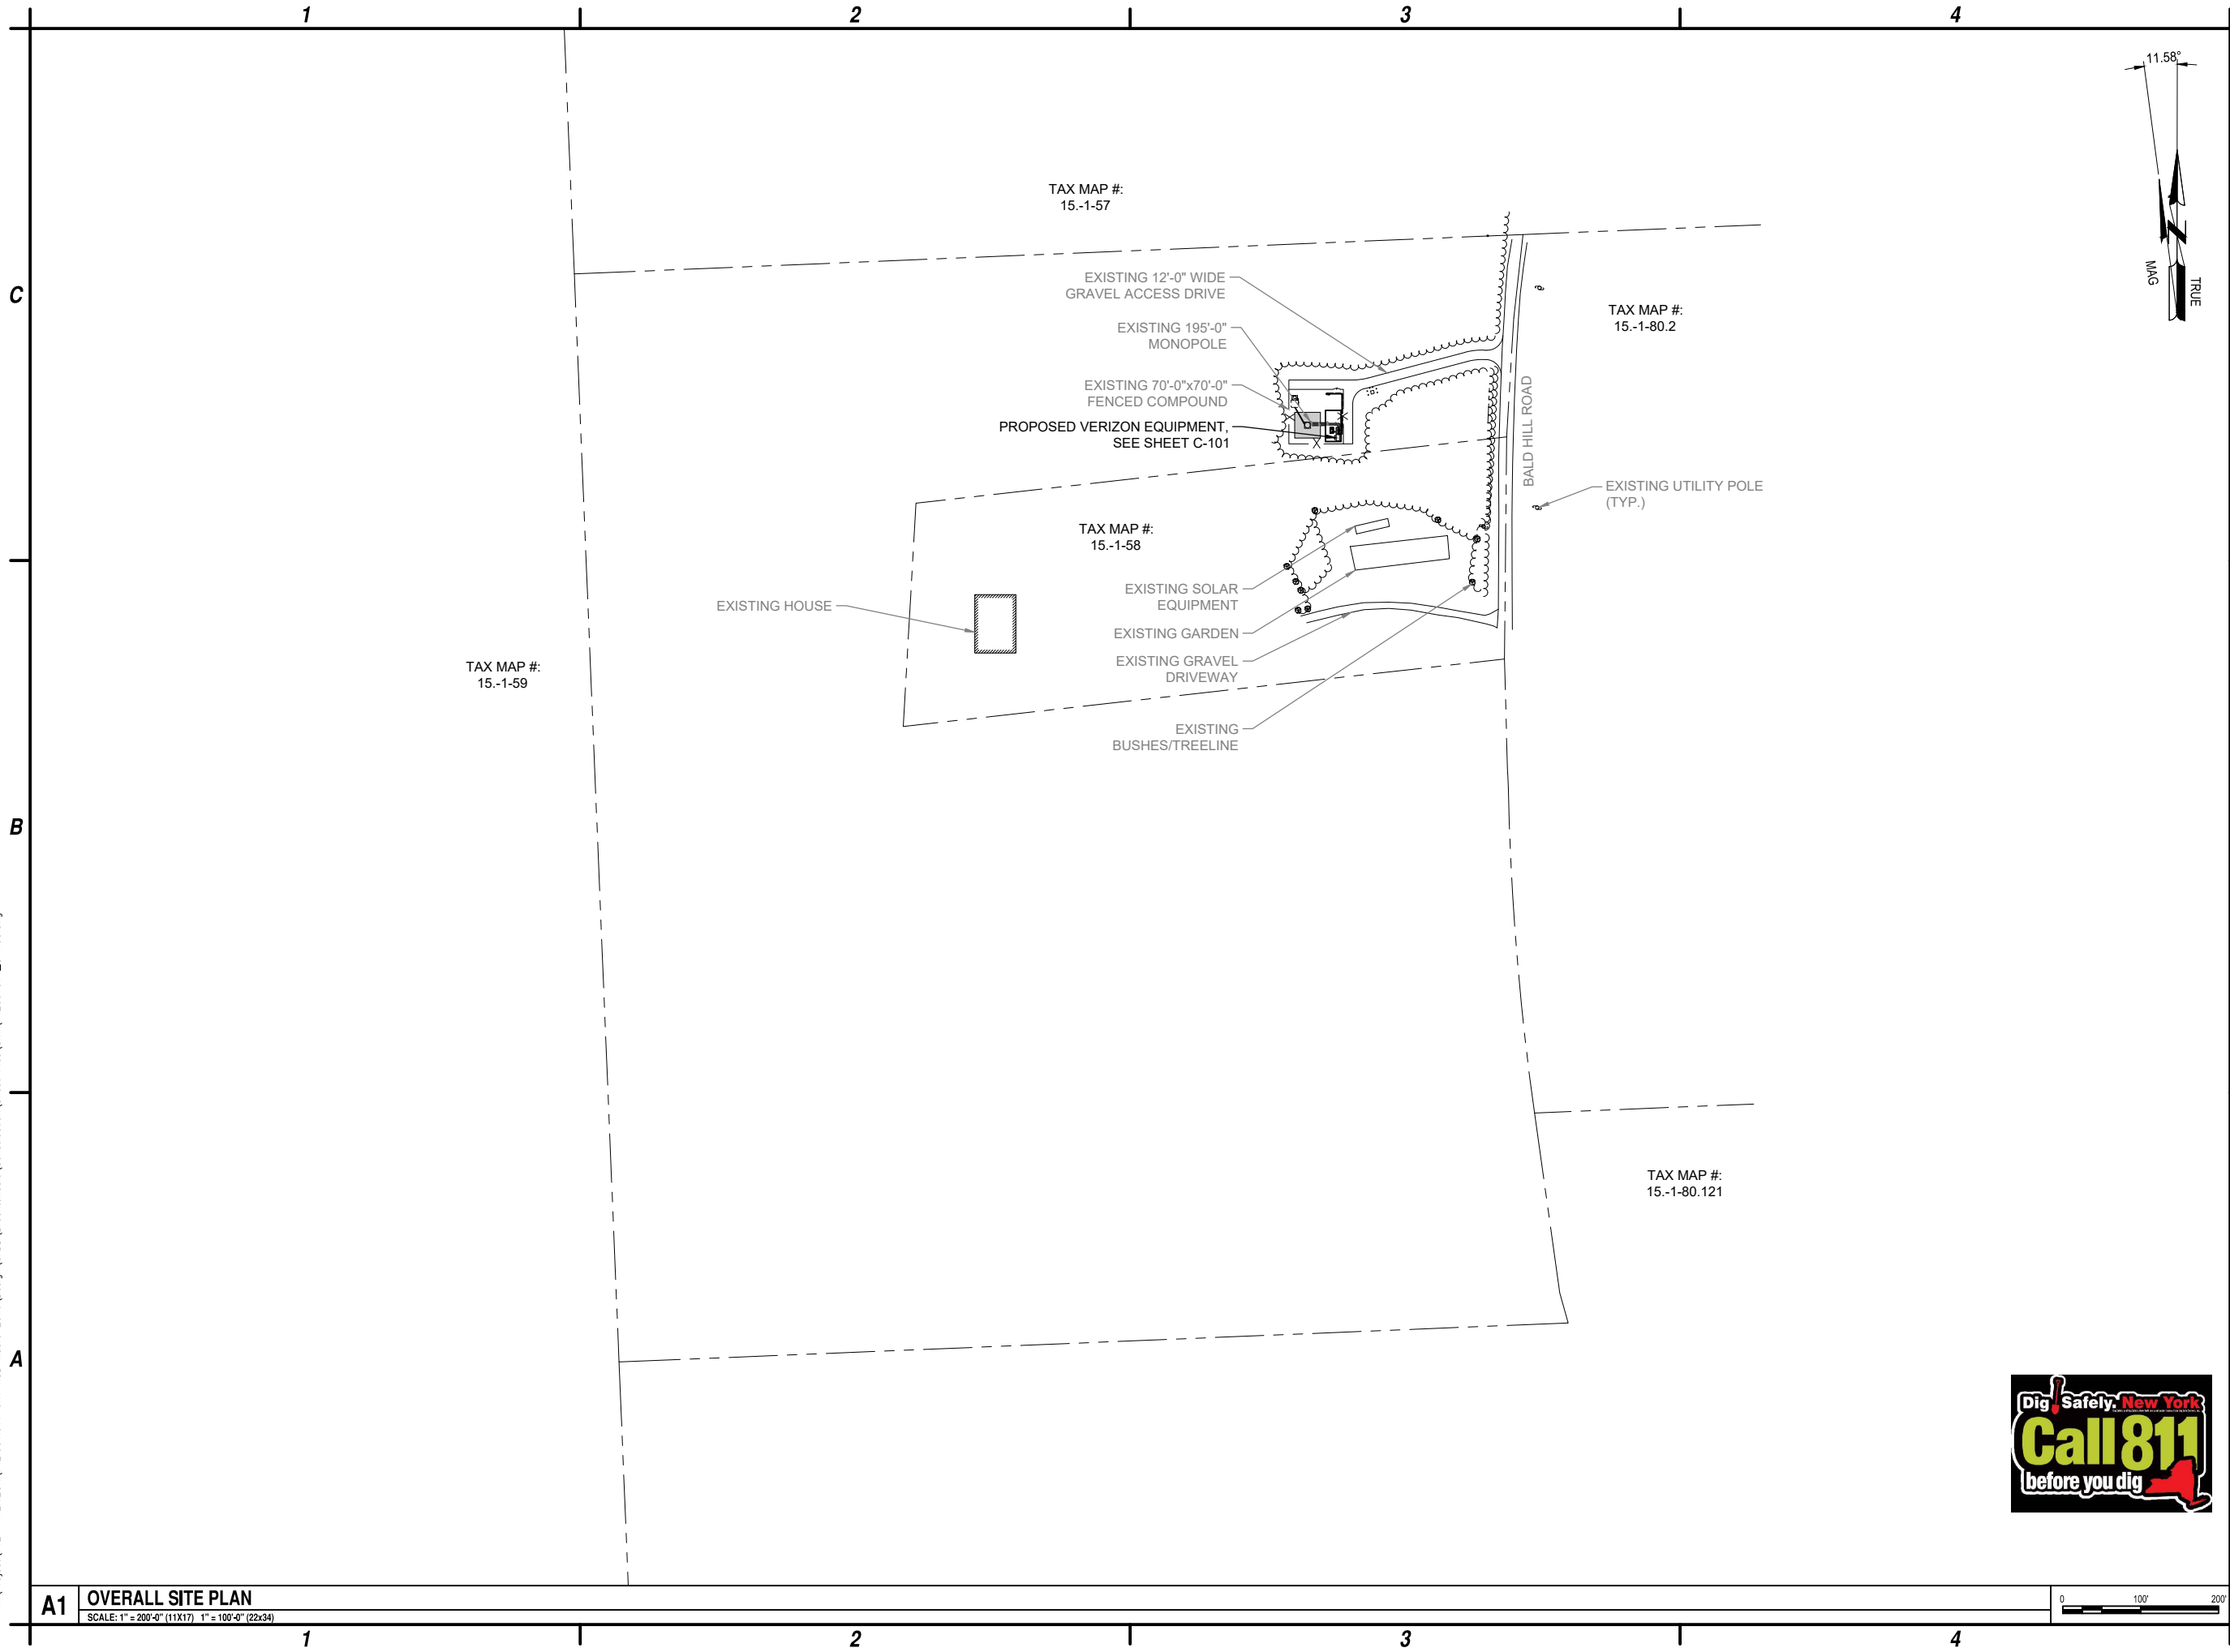 1
2
3
4
11.58°
MAG
TRUE
TAX MAP #:
15.-1-57
C
EXISTING 12'-0" WIDE
GRAVEL ACCESS DRIVE
TAX MAP #:
15.-1-80.2
EXISTING 195'-0"
MONOPOLE
EXISTING 70'-0"x70'-0"
FENCED COMPOUND
PROPOSED VERIZON EQUIPMENT,
SEE SHEET C-101
BALD HILL ROAD
EXISTING UTILITY POLE
(TYP.)
TAX MAP #:
15.-1-58
EXISTING SOLAR
EQUIPMENT
EXISTING HOUSE
EXISTING GARDEN
EXISTING GRAVEL
DRIVEWAY
TAX MAP #:
15.-1-59
EXISTING
BUSHES/TREELINE
B
TAX MAP #:
15.-1-80.121
A
Dig Safely. New York
Call 811
before you dig
A1
OVERALL SITE PLAN
SCALE: 1" = 200'-0" (11X17) 1" = 100'-0" (22x34)
0 100' 200'
1
2
3
4